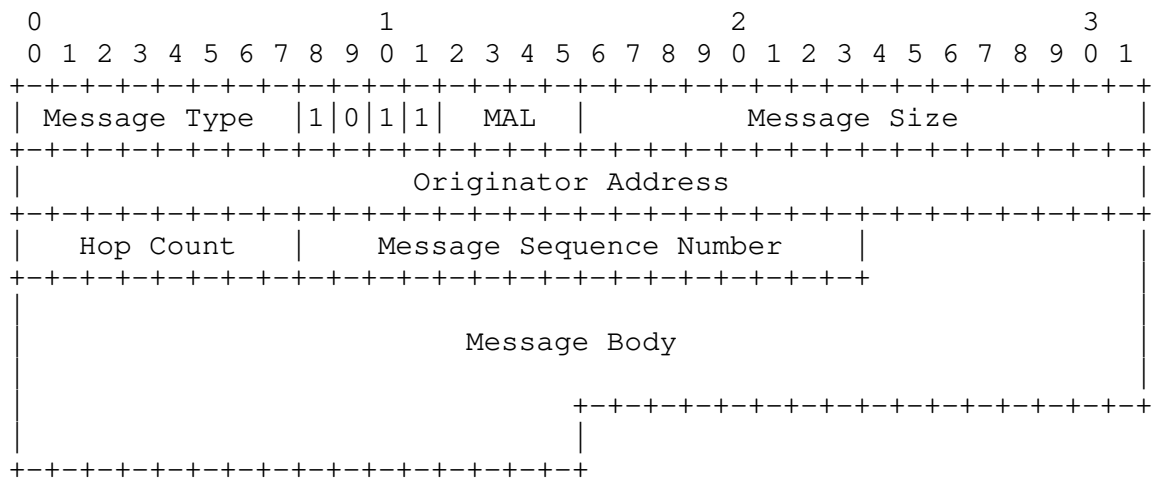 0                   1                   2                   3
 0 1 2 3 4 5 6 7 8 9 0 1 2 3 4 5 6 7 8 9 0 1 2 3 4 5 6 7 8 9 0 1
+-+-+-+-+-+-+-+-+-+-+-+-+-+-+-+-+-+-+-+-+-+-+-+-+-+-+-+-+-+-+-+-+
| Message Type  |1|0|1|1|  MAL  |         Message Size          |
+-+-+-+-+-+-+-+-+-+-+-+-+-+-+-+-+-+-+-+-+-+-+-+-+-+-+-+-+-+-+-+-+
|                      Originator Address                       |
+-+-+-+-+-+-+-+-+-+-+-+-+-+-+-+-+-+-+-+-+-+-+-+-+-+-+-+-+-+-+-+-+
|   Hop Count   |    Message Sequence Number    |               |
+-+-+-+-+-+-+-+-+-+-+-+-+-+-+-+-+-+-+-+-+-+-+-+-+               |
|                                                               |
|                         Message Body                          |
|                                                               |
|                               +-+-+-+-+-+-+-+-+-+-+-+-+-+-+-+-+
|                               |
+-+-+-+-+-+-+-+-+-+-+-+-+-+-+-+-+